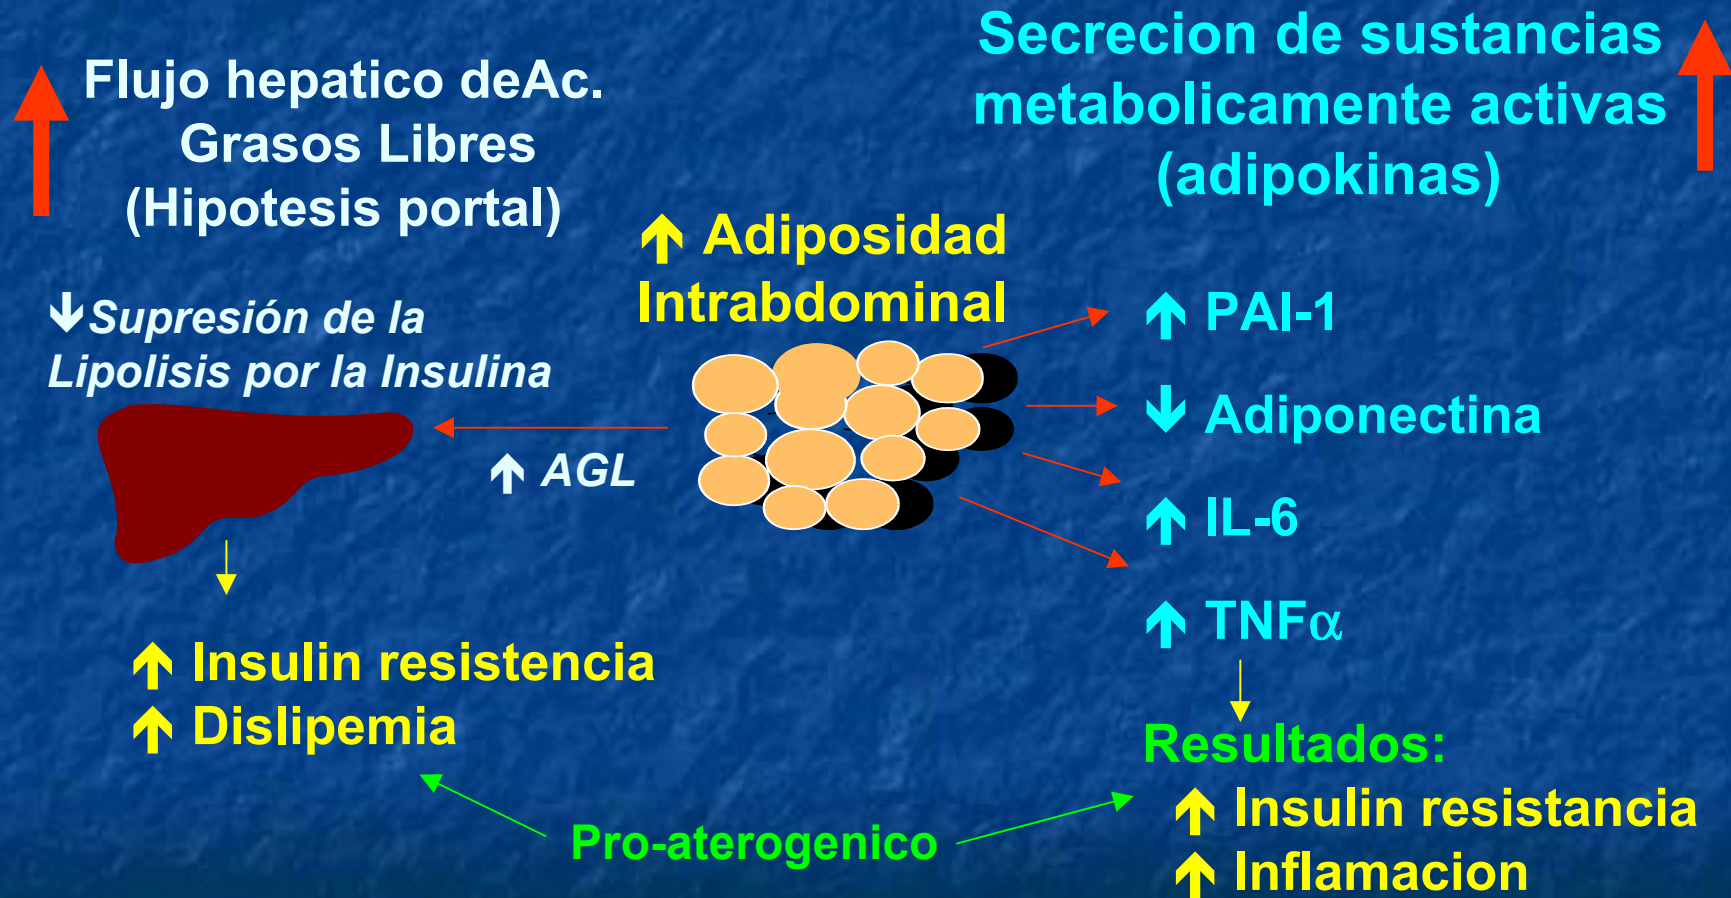 Flujo hepatico deAc.
Grasos Libres
(Hipotesis portal)
Secrecion de sustancias
metabolicamente activas
(adipokinas)
↑ Adiposidad
Intrabdominal
↓Supresión de la
Lipolisis por la Insulina
↑ AGL
↑ PAI-1
↓ Adiponectina
↑ IL-6
↑ TNFα
↑ Insulin resistencia
↑ Dislipemia
Resultados:
↑ Insulin resistancia
↑ Inflamacion
Pro-aterogenico